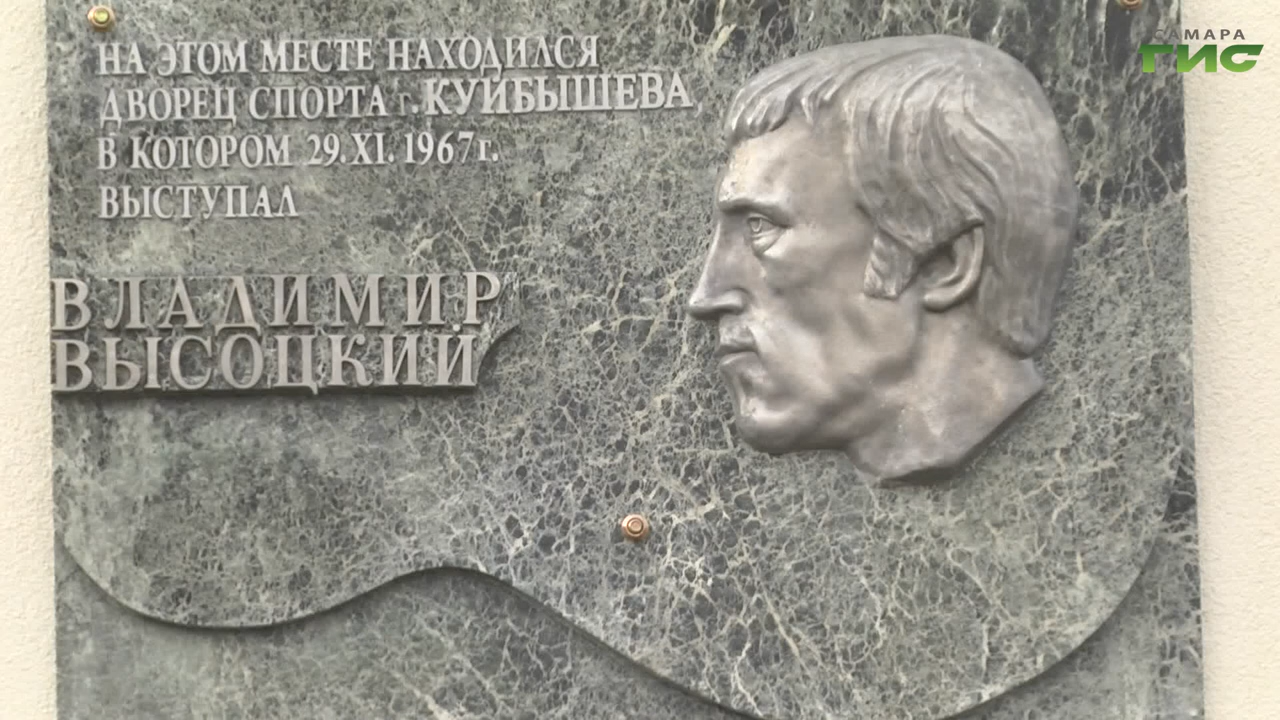 НА ЭТОМ МЕСТЕ НАХОДИЛСЯ
ДВОРЕЦ СПОРТА г. КУЙБЫШЕВА,
В КОТОРОМ 29. XI. 1967 г.
ВЫСТУПАЛ
ВЛАДИМИР
ВЫСОЦКИЙ
САМАРА
ГИС